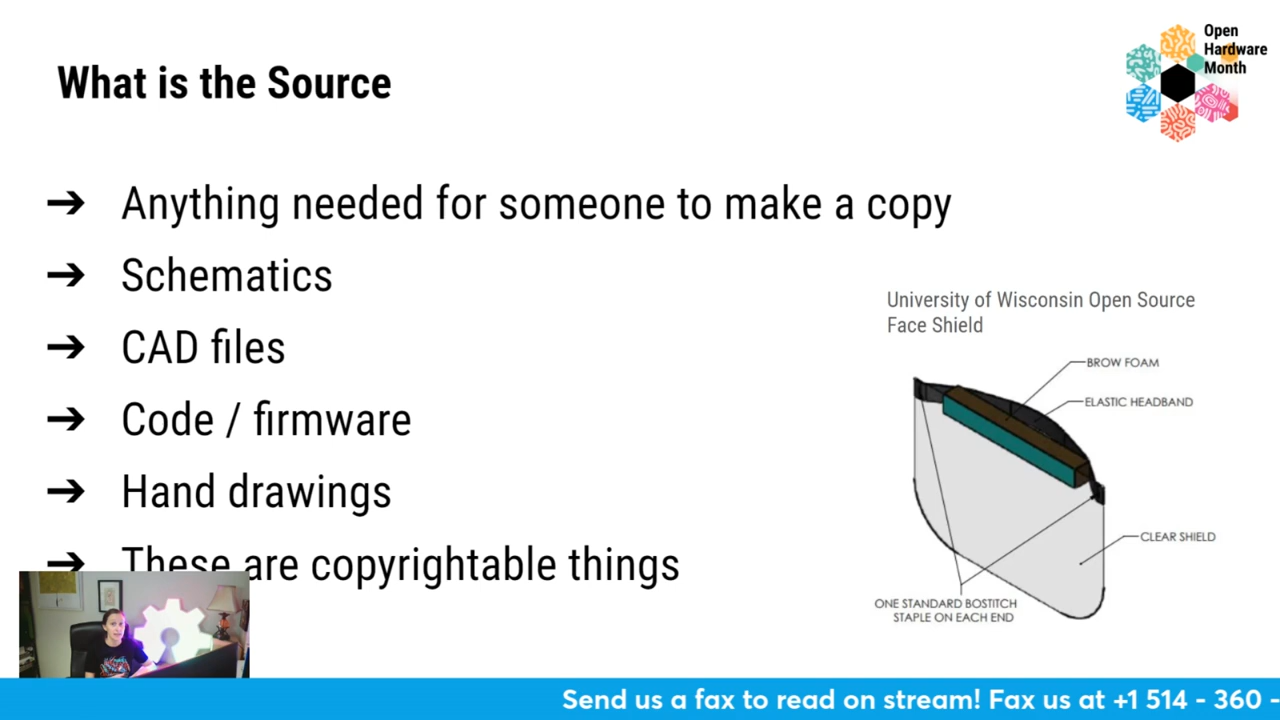 What is the Source
Open
Hardware
Month
➔ Anything needed for someone to make a copy
➔ Schematics
➔ CAD files
➔ Code / firmware
➔ Hand drawings
➔ These are copyrightable things
University of Wisconsin Open Source
Face Shield
BROW FOAM
ELASTIC HEADBAND
CLEAR SHIELD
ONE STANDARD BOSTITCH
STAPLE ON EACH END
Send us a fax to read on stream! Fax us at +1 514 - 360 -